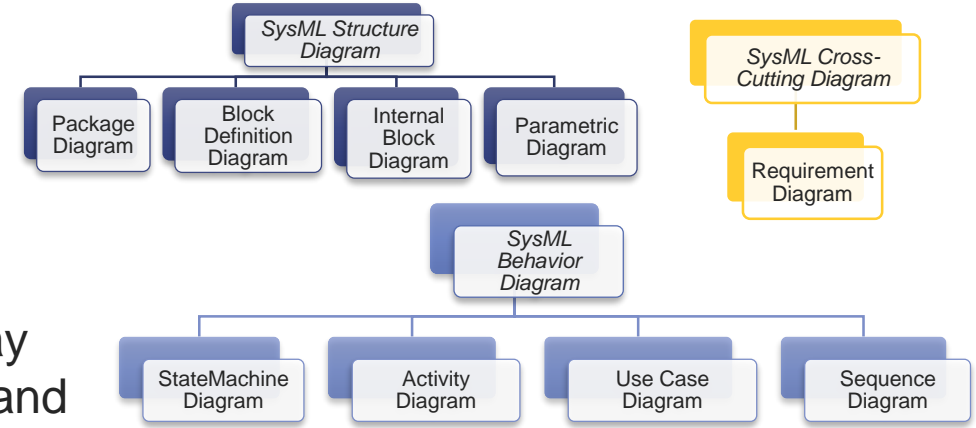 SysML Structure
Diagram
Package
Diagram
Block
Definition
Diagram
Internal
Block
Diagram
Parametric
Diagram
SysML Cross-
Cutting Diagram
Requirement
Diagram
SysML
Behavior
Diagram
StateMachine
Diagram
Activity
Diagram
Use Case
Diagram
Sequence
Diagram
and